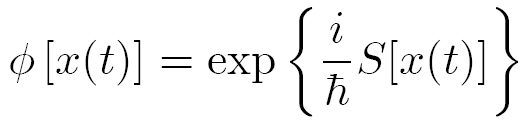 ϕ [x(t)] = exp { i/ħ S[x(t)] }